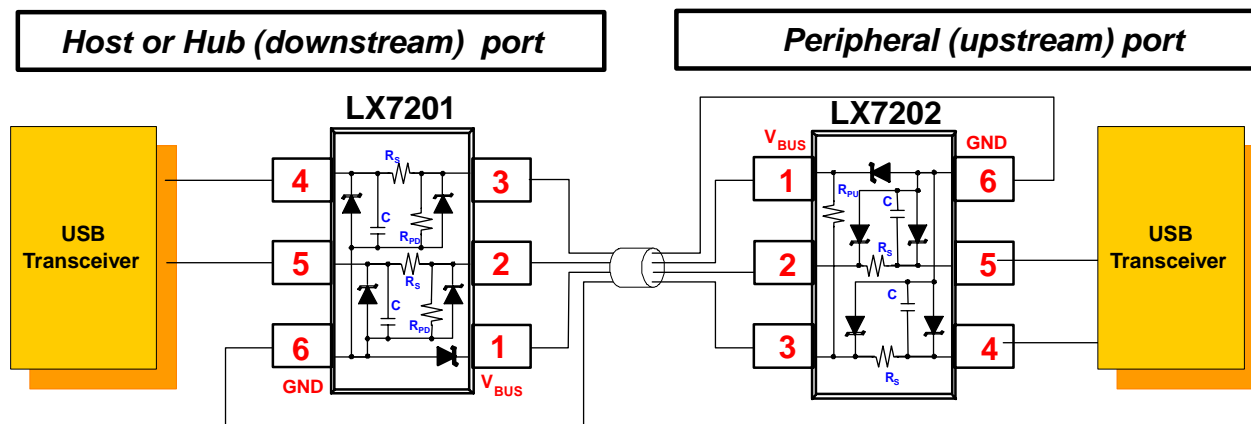 Host or Hub (downstream) port
Peripheral (upstream) port
LX7201
LX7202
USB
Transceiver
4
5
6
GND
RS
C
RPD
RS
C
RPD
3
2
1
VBUS
VBUS
1
2
3
RPU
C
RS
C
RS
GND
6
5
4
USB
Transceiver